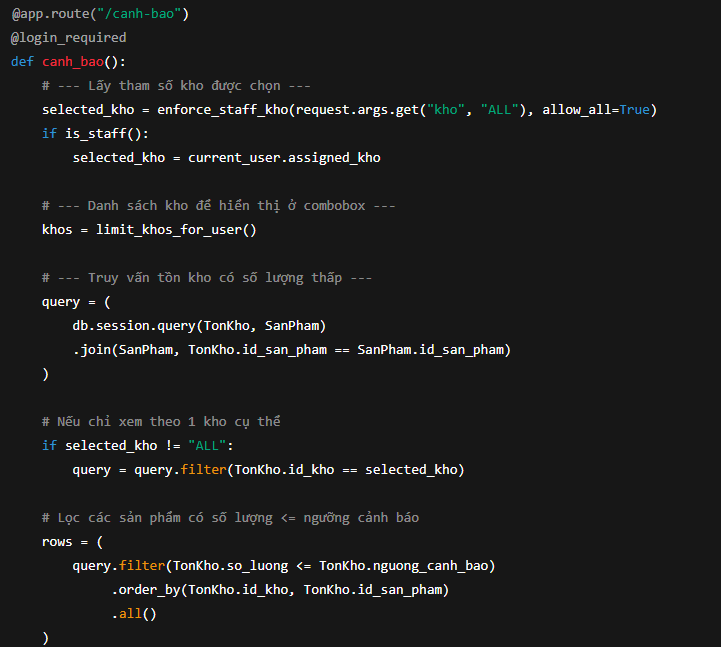 @app.route("/canh-bao")
@login_required
def canh_bao():
    # --- Lấy tham số kho được chọn ---
    selected_kho = enforce_staff_kho(request.args.get("kho", "ALL"), allow_all=True)
    if is_staff():
        selected_kho = current_user.assigned_kho

    # --- Danh sách kho để hiển thị ở combobox ---
    khos = limit_khos_for_user()

    # --- Truy vấn tồn kho có số lượng thấp ---
    query = (
        db.session.query(TonKho, SanPham)
        .join(SanPham, TonKho.id_san_pham == SanPham.id_san_pham)
    )

    # Nếu chỉ xem theo 1 kho cụ thể
    if selected_kho != "ALL":
        query = query.filter(TonKho.id_kho == selected_kho)

    # Lọc các sản phẩm có số lượng <= ngưỡng cảnh báo
    rows = (
        query.filter(TonKho.so_luong <= TonKho.nguong_canh_bao)
             .order_by(TonKho.id_kho, TonKho.id_san_pham)
             .all()
    )